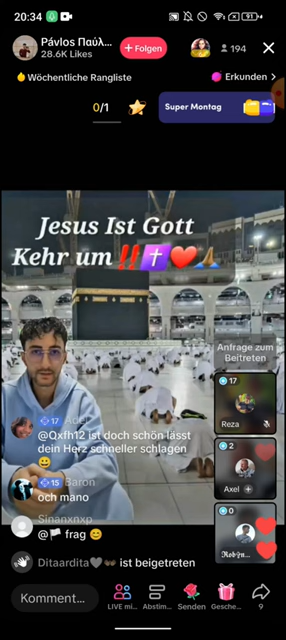 20:34
91
Pávlos Παύλ...
28.6K Likes
+ Folgen
194
Wöchentliche Rangliste
Erkunden >
0/1
Super Montag
Jesus Ist Gott
Kehr um ‼️✝️❤️🙏🏾
Anfrage zum
Beitreten
17
Reza
2
Axel +
0
17
@Qxfh12 ist doch schön lässt
dein Herz schneller schlagen
😀
15 Baron
och mano
Sinanxnxp
@🏳 frag 😊
Ditaardita🩶🤝🏾 ist beigetreten
Komment...
LIVE mi...
Abstim...
Senden
Gesche...
9